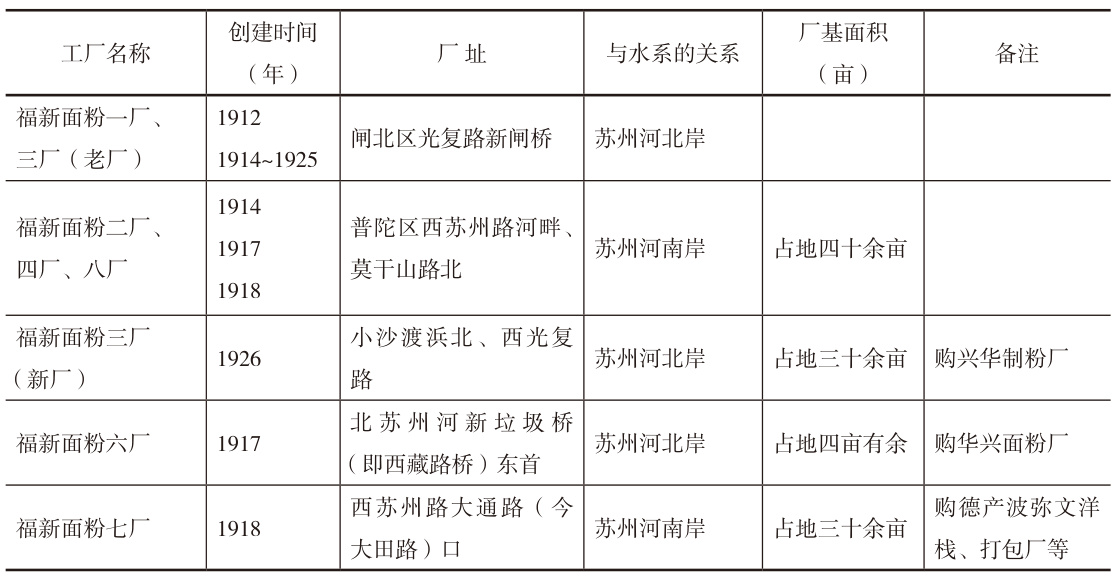 工厂名称 创建时间（年） 厂 址 与水系的关系 厂基面积（亩） 备注
福新面粉一厂、
三厂（老厂）
1912
1914~1925
闸北区光复路新闸桥
苏州河北岸
福新面粉二厂、
四厂、八厂
1914
1917
1918
普陀区西苏州路河畔、
莫干山路北
苏州河南岸
占地四十余亩
福新面粉三厂
（新厂）
1926
小沙渡浜北、西光复
路
苏州河北岸
占地三十余亩
购兴华制粉厂
福新面粉六厂
1917
北苏州河新垃圾桥
（即西藏路桥）东首
苏州河北岸
占地四亩有余
购华兴面粉厂
福新面粉七厂
1918
西苏州路大通路（今
大田路）口
苏州河南岸
占地三十余亩
购德产波弥文洋
栈、打包厂等